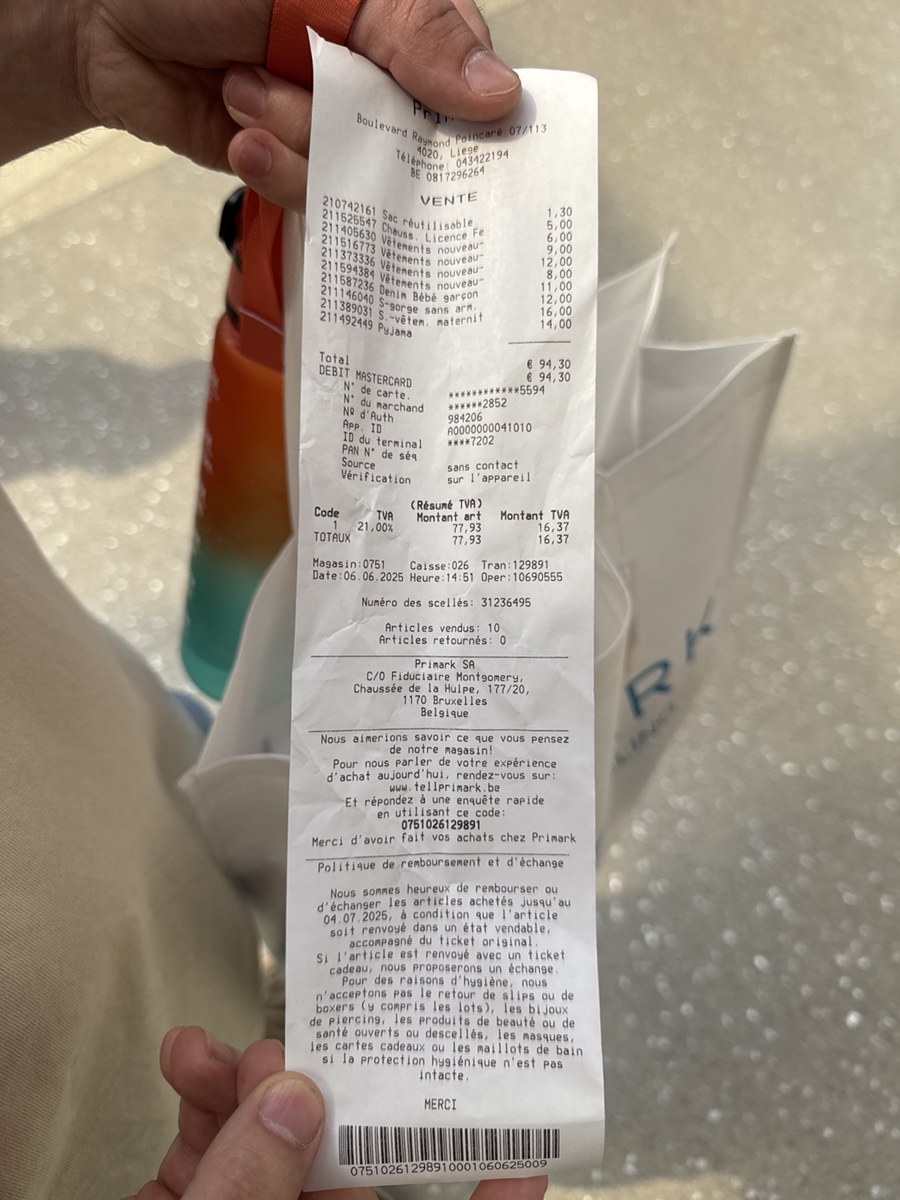 Boulevard Raymond Poincaré 07/113
4020, Liege
Téléphone: 043422194
BE 0817296264
VENTE
210742161 Sac réutilisable 1,30
211525547 Chauss. Licence Fe 5,00
211405630 Vêtements nouveau- 6,00
211516773 Vêtements nouveau- 9,00
211373336 Vêtements nouveau- 12,00
211594384 Vêtements nouveau- 8,00
211587236 Denim Bébé garçon 11,00
211146040 S-gorge sans arm. 12,00
211389031 S.-vêtem. maternit 16,00
211492449 Pyjama 14,00
Total € 94,30
DEBIT MASTERCARD € 94,30
N° de carte. ************5594
N° du marchand ******2852
Nº d'Auth 984206
App. ID A0000000041010
ID du terminal ****7202
PAN N° de séq
Source sans contact
Vérification sur l'appareil
(Résumé TVA)
Code TVA Montant art Montant TVA
1 21,00% 77,93 16,37
TOTAUX 77,93 16,37
Magasin:0751 Caisse:026 Tran:129891
Date:06.06.2025 Heure:14:51 Oper:10690555
Numéro des scellés: 31236495
Articles vendus: 10
Articles retournés: 0
Primark SA
C/O Fiduciaire Montgomery,
Chaussée de la Hulpe, 177/20,
1170 Bruxelles
Belgique
Nous aimerions savoir ce que vous pensez
de notre magasin!
Pour nous parler de votre expérience
d'achat aujourd'hui, rendez-vous sur:
www.tellprimark.be
Et répondez à une enquête rapide
en utilisant ce code:
0751026129891
Merci d'avoir fait vos achats chez Primark
Politique de remboursement et d'échange
Nous sommes heureux de rembourser ou
d'échanger les articles achetés jusqu'au
04.07.2025, à condition que l'article
soit renvoyé dans un état vendable,
accompagné du ticket original.
Si l'article est renvoyé avec un ticket
cadeau, nous proposerons un échange.
Pour des raisons d'hygiène, nous
n'acceptons pas le retour de slips ou de
boxers (y compris les lots), les bijoux
de piercing, les produits de beauté ou de
santé ouverts ou descellés, les masques,
les cartes cadeaux ou les maillots de bain
si la protection hygiénique n'est pas
intacte.
MERCI
07510261298910001060625009
RK